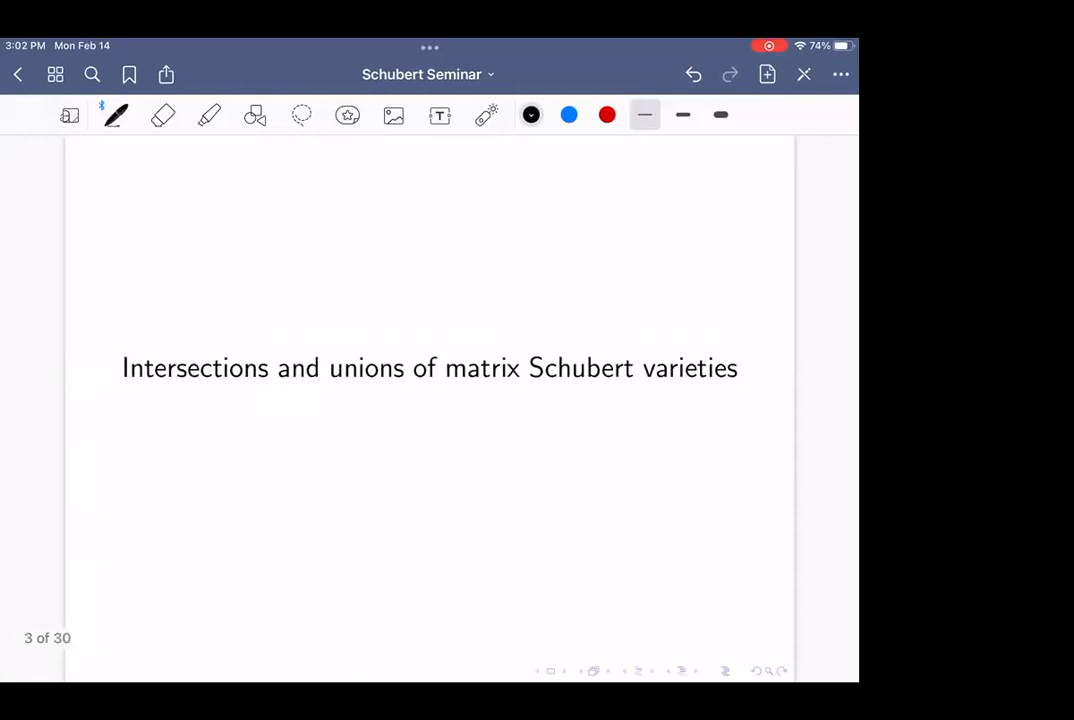 3:02 PM Mon Feb 14
74%
Schubert Seminar
T
Intersections and unions of matrix Schubert varieties
3 of 30